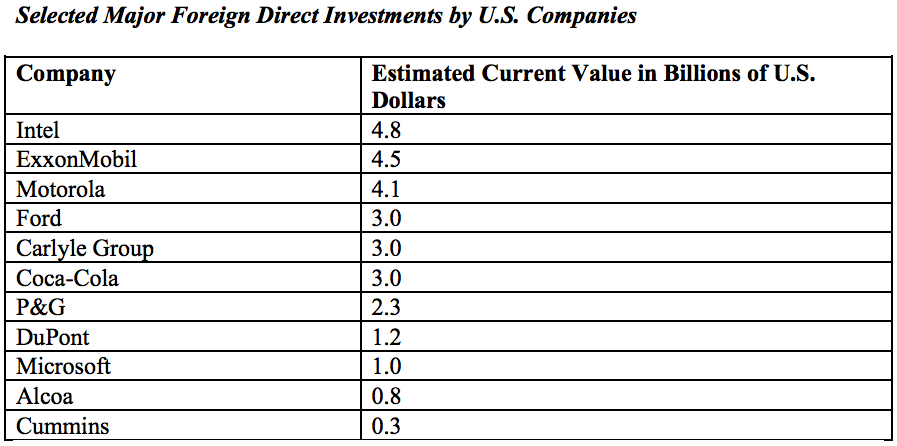 Selected Major Foreign Direct Investments by U.S. Companies
Company
Estimated Current Value in Billions of U.S.
Dollars
Intel 4.8
ExxonMobil 4.5
Motorola 4.1
Ford 3.0
Carlyle Group 3.0
Coca-Cola 3.0
P&G 2.3
DuPont 1.2
Microsoft 1.0
Alcoa 0.8
Cummins 0.3